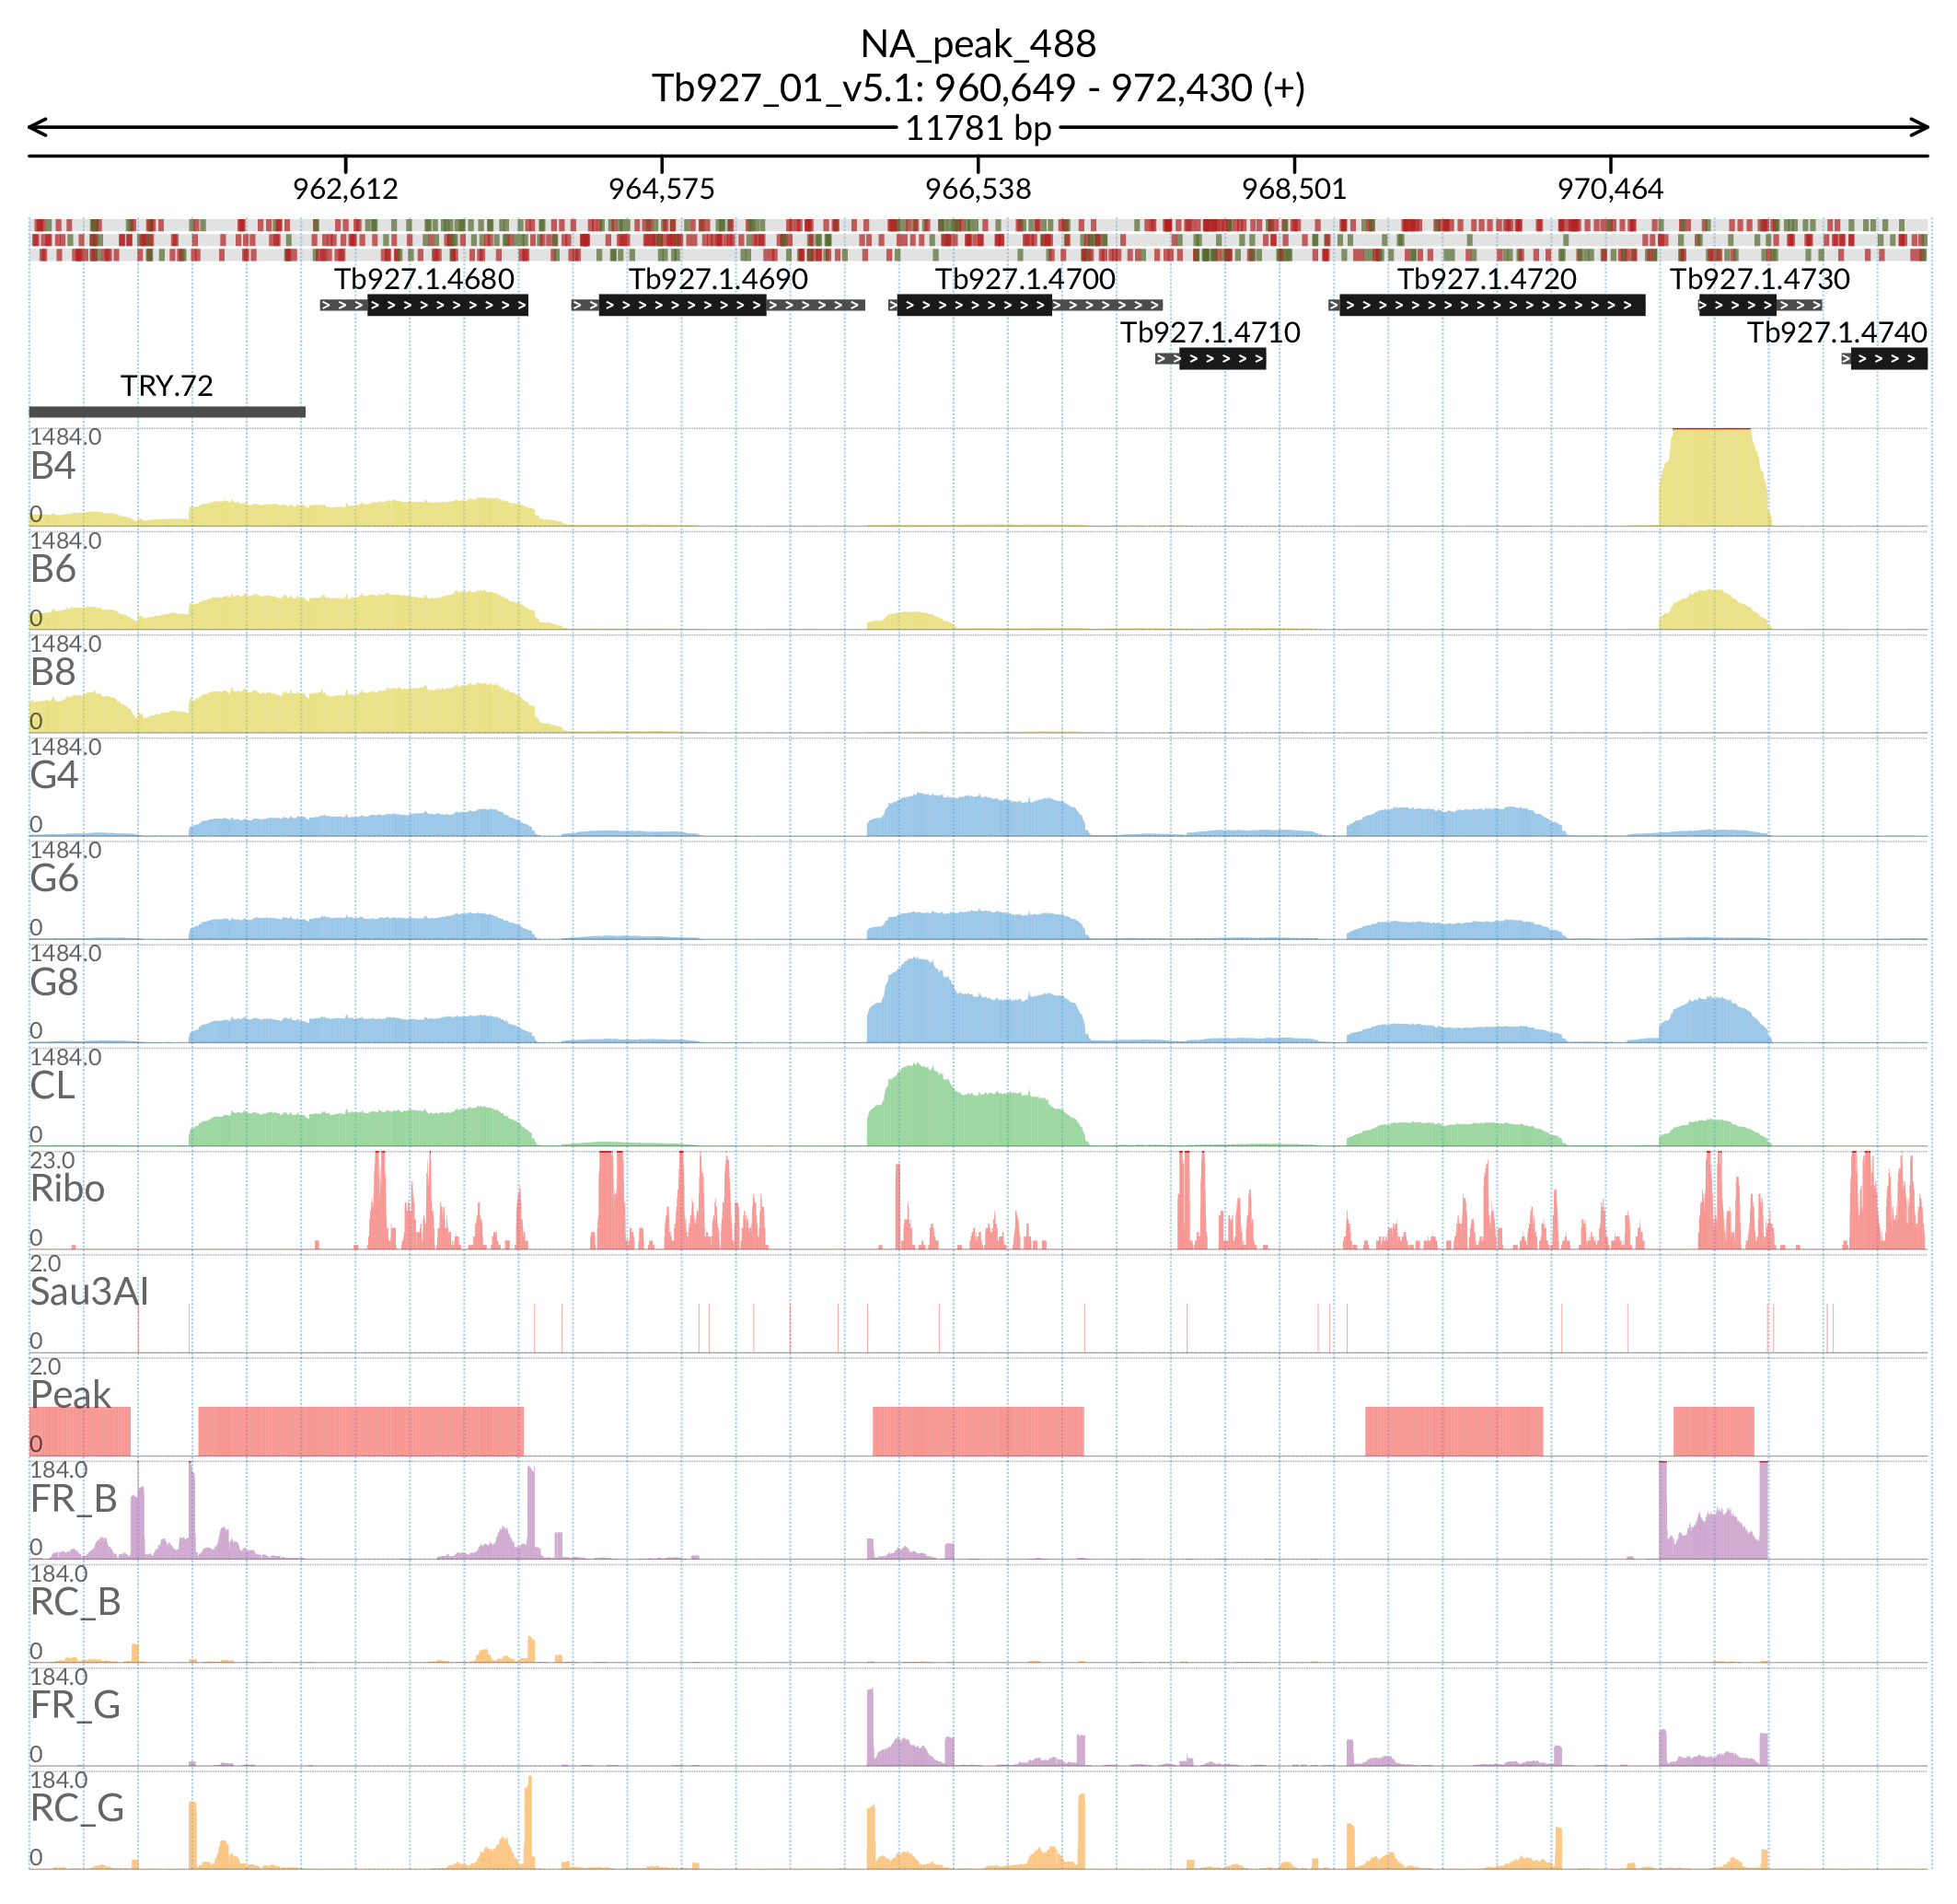 NA_peak_488
Tb927_01_v5.1: 960,649 - 972,430 (+)
11781 bp
962,612 964,575 966,538 968,501 970,464
Tb927.1.4680 Tb927.1.4690 Tb927.1.4700 Tb927.1.4720 Tb927.1.4730
Tb927.1.4710 Tb927.1.4740
TRY.72
1484.0
B4
0
1484.0
B6
0
1484.0
B8
0
1484.0
G4
0
1484.0
G6
0
1484.0
G8
0
1484.0
CL
0
23.0
Ribo
0
2.0
Sau3AI
0
2.0
Peak
0
184.0
FR_B
0
184.0
RC_B
0
184.0
FR_G
0
184.0
RC_G
0